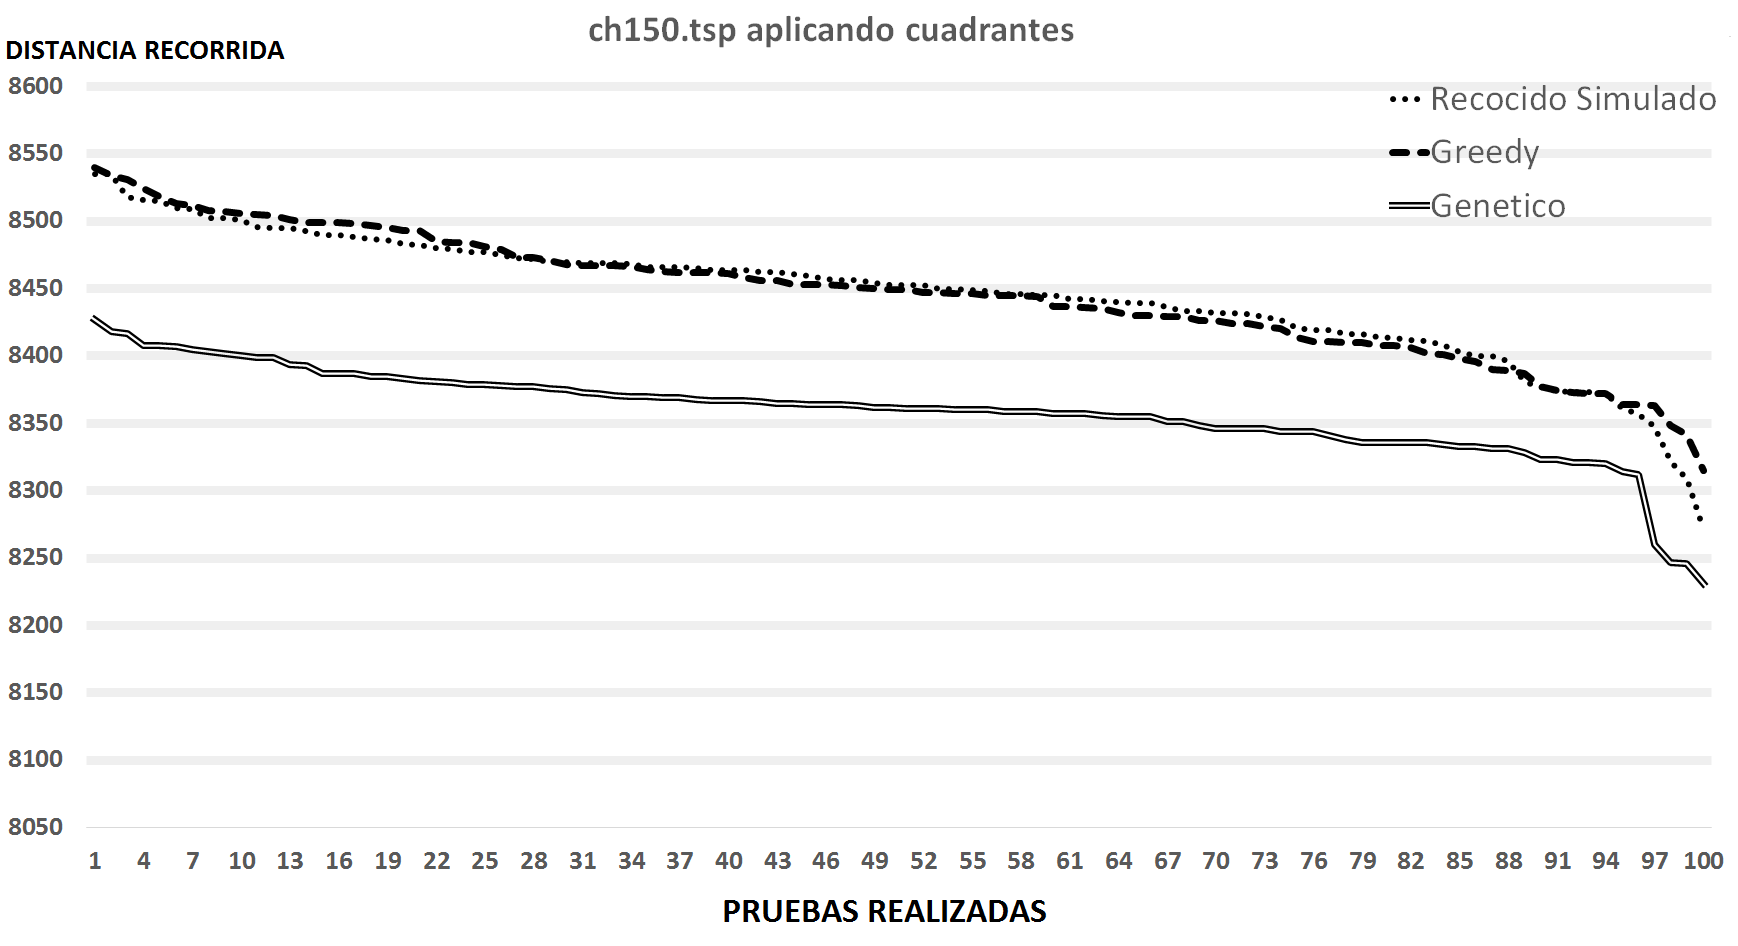 ch150.tsp aplicando cuadrantes
DISTANCIA RECORRIDA
8600
8550
8500
8450
8400
8350
8300
8250
8200
8150
8100
8050
Recocido Simulado
Greedy
Genetico
1 4 7 10 13 16 19 22 25 28 31 34 37 40 43 46 49 52 55 58 61 64 67 70 73 76 79 82 85 88 91 94 97 100
PRUEBAS REALIZADAS